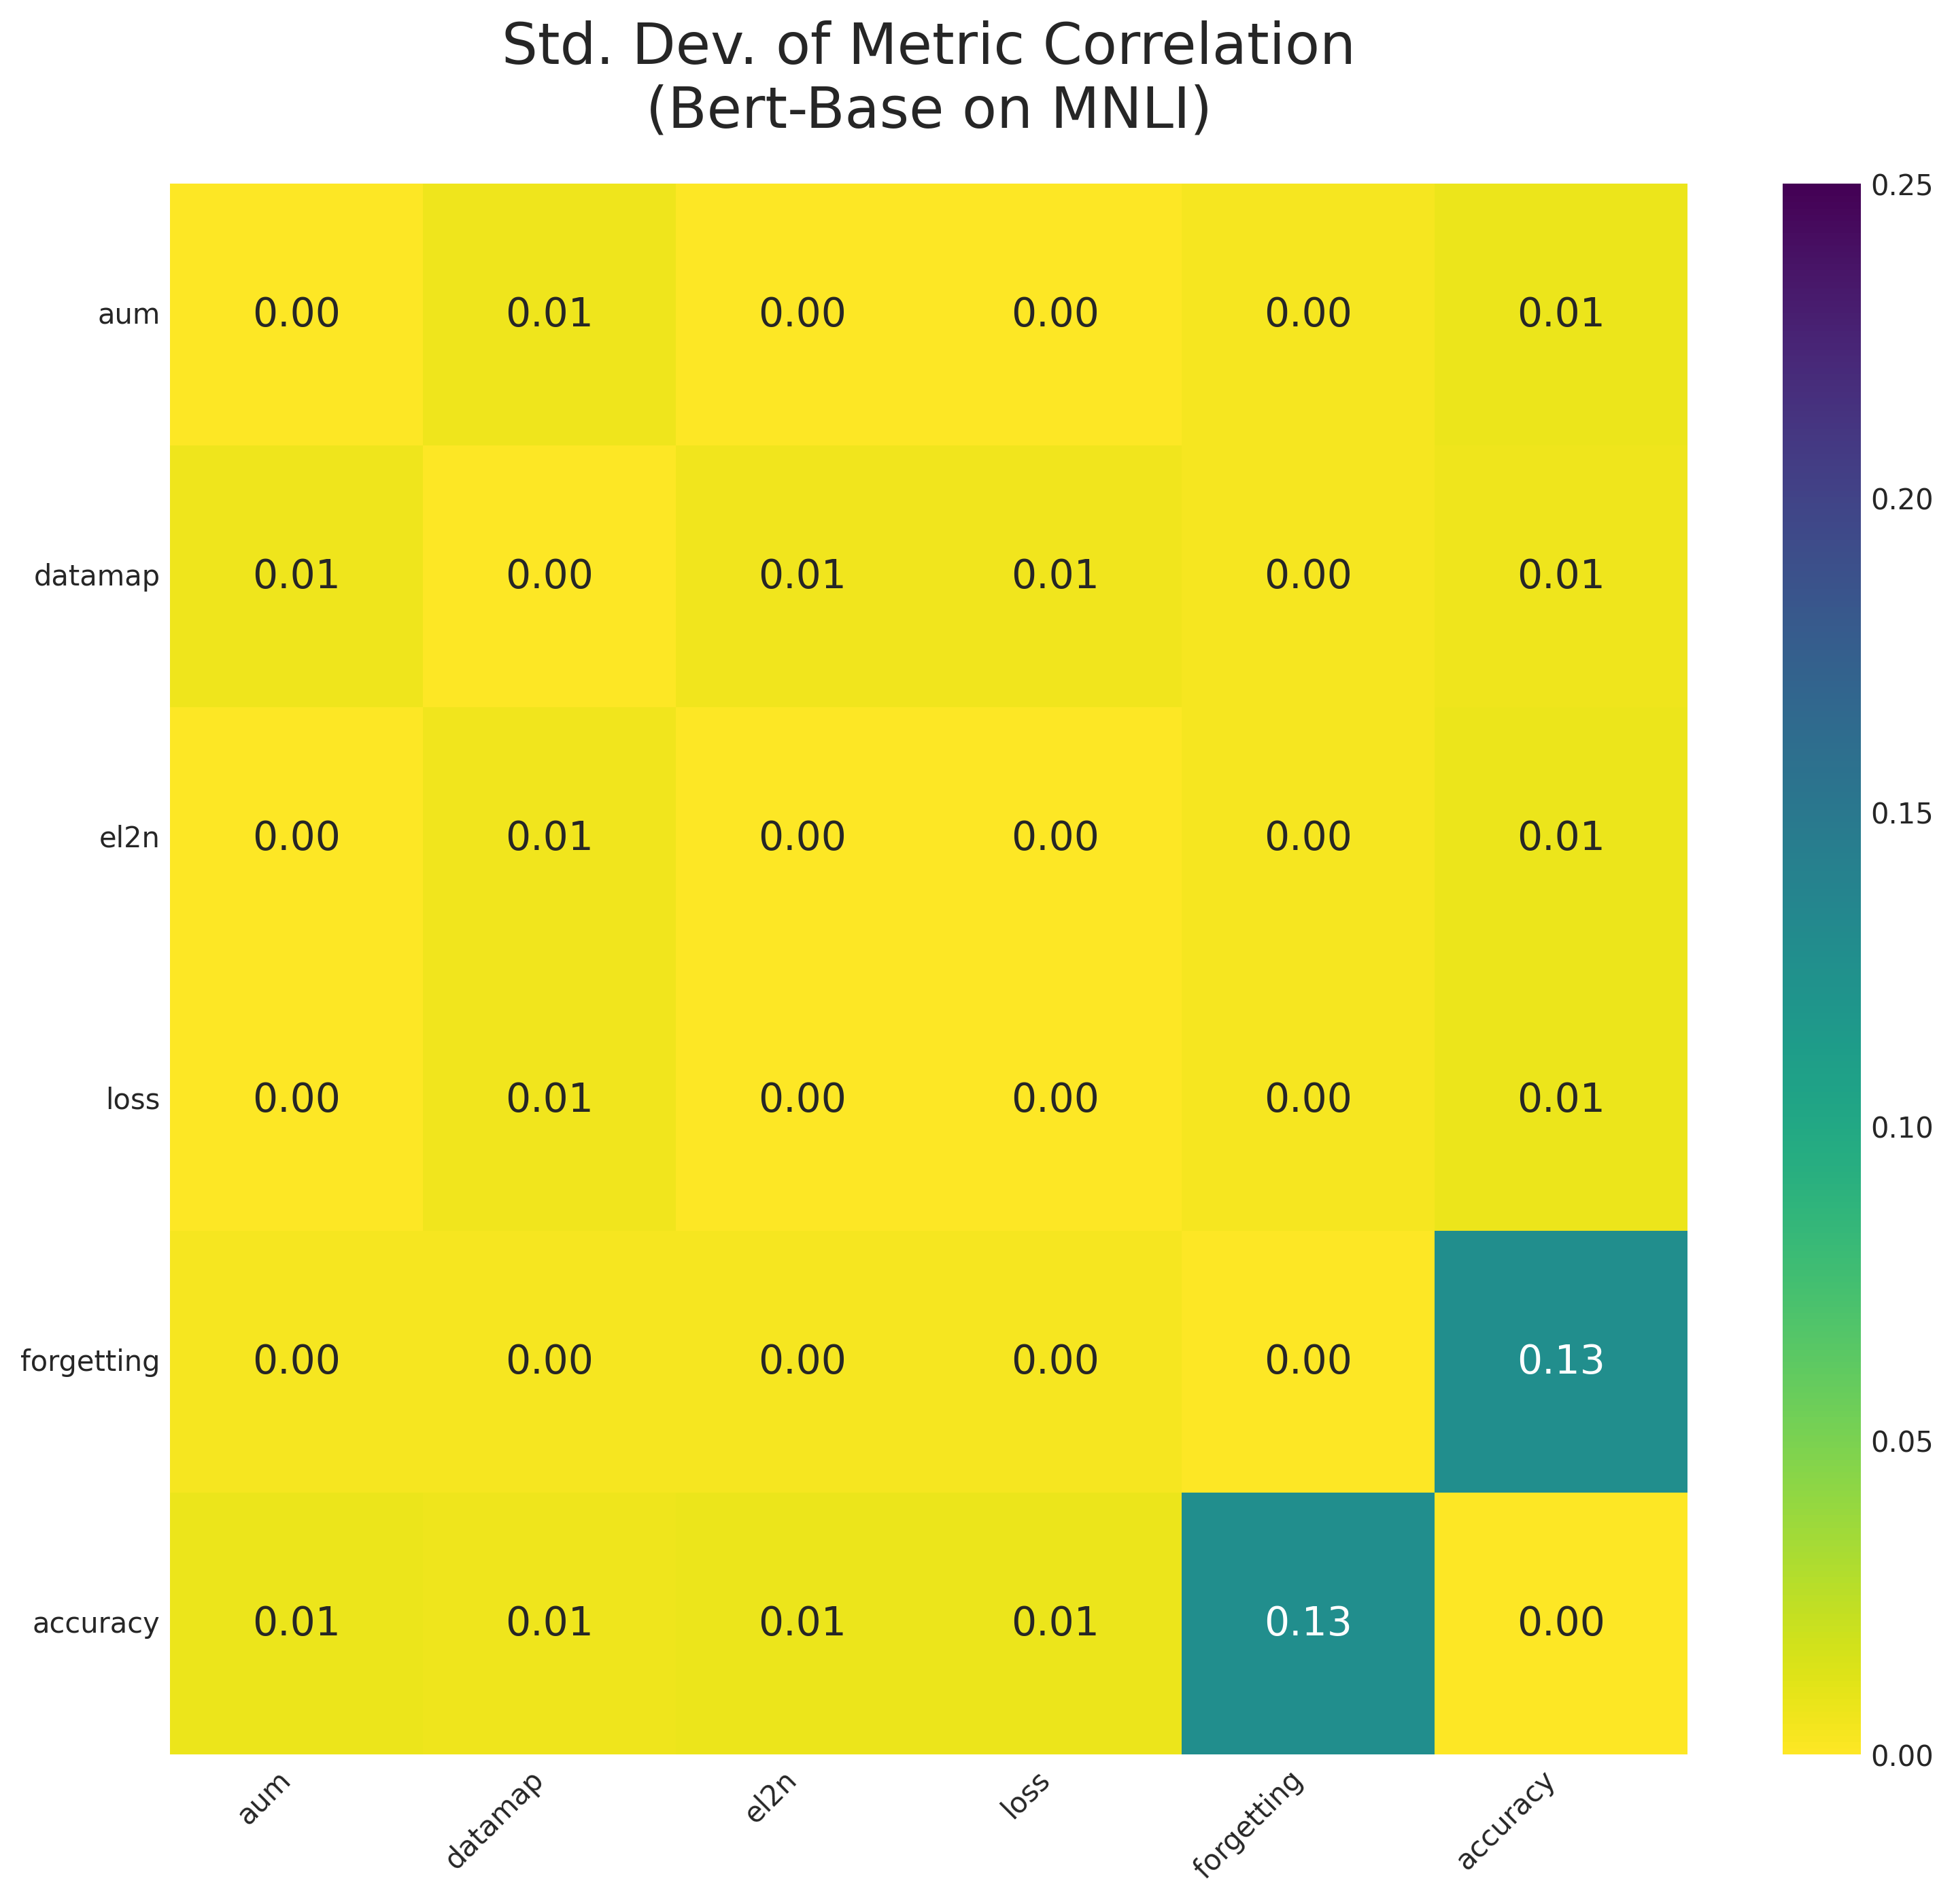 Std. Dev. of Metric Correlation
(Bert-Base on MNLI)
0.25
aum 0.00 0.01 0.00 0.00 0.00 0.01
0.20
datamap 0.01 0.00 0.01 0.01 0.00 0.01
0.15
el2n 0.00 0.01 0.00 0.00 0.00 0.01
loss 0.00 0.01 0.00 0.00 0.00 0.01
0.10
forgetting 0.00 0.00 0.00 0.00 0.00 0.13
0.05
accuracy 0.01 0.01 0.01 0.01 0.13 0.00
0.00
aum datamap el2n loss forgetting accuracy